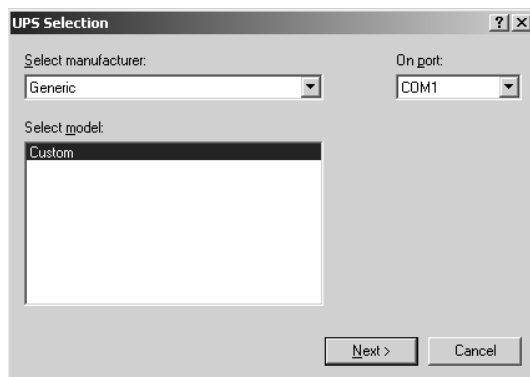 UPS Selection
Select manufacturer:
On port:
Generic
COM1
Select model:
Custom
Next >
Cancel